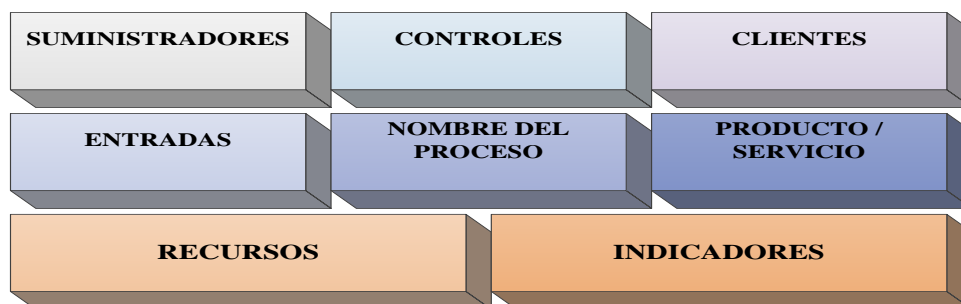 SUMINISTRADORES
CONTROLES
CLIENTES
ENTRADAS
NOMBRE DEL
PROCESO
PRODUCTO /
SERVICIO
RECURSOS
INDICADORES